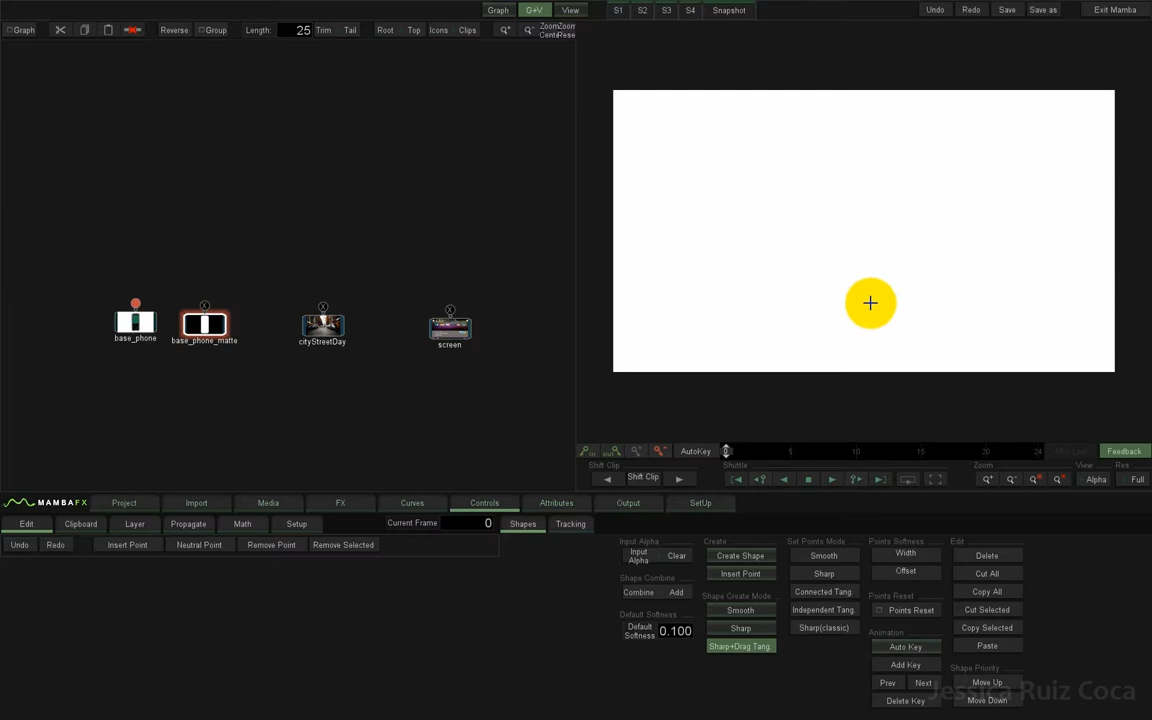 Graph G+V View S1 S2 S3 S4 Snapshot Undo Redo Save Save as Exit Mamba
Graph Reverse Group Length: 25 Trim Tail Root Top Icons Clips
base_phone base_phone_matte cityStreetDay screen
AutoKey 0 5 10 15 20 24 Feedback
Shift Clip Shuttle Zoom View Res
Shift Clip Alpha Full
MAMBAFX Project Import Media FX Curves Controls Attributes Output SetUp
Edit Clipboard Layer Propagate Math Setup Current Frame 0 Shapes Tracking
Undo Redo Insert Point Neutral Point Remove Point Remove Selected
Input Alpha Create Set Points Mode Points Softness Edit
Input Alpha Clear Create Shape Smooth Width Delete
Insert Point Sharp Offset Cut All
Shape Combine
Combine Add Shape Create Mode Connected Tang. Points Reset Copy All
Smooth Independent Tang. Points Reset Cut Selected
Default Softness
Default Softness 0.100 Sharp Sharp(classic) Animation Copy Selected
Sharp+Drag Tang. Auto Key Paste
Add Key Shape Priority
Prev Next Move Up
Delete Key Move Down
Jessica Ruiz Coca